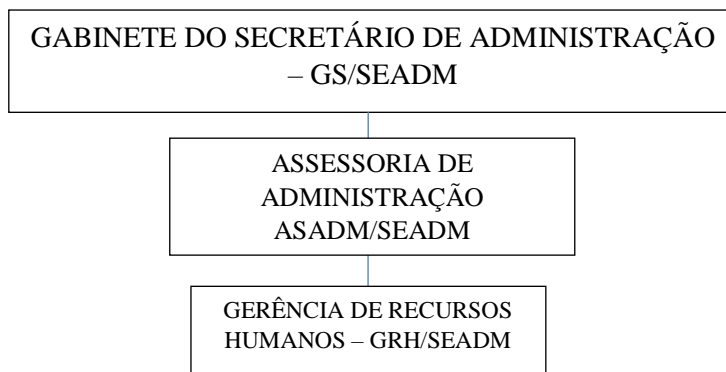 GABINETE DO SECRETÁRIO DE ADMINISTRAÇÃO
– GS/SEADM
ASSESSORIA DE
ADMINISTRAÇÃO
ASADM/SEADM
GERÊNCIA DE RECURSOS
HUMANOS – GRH/SEADM